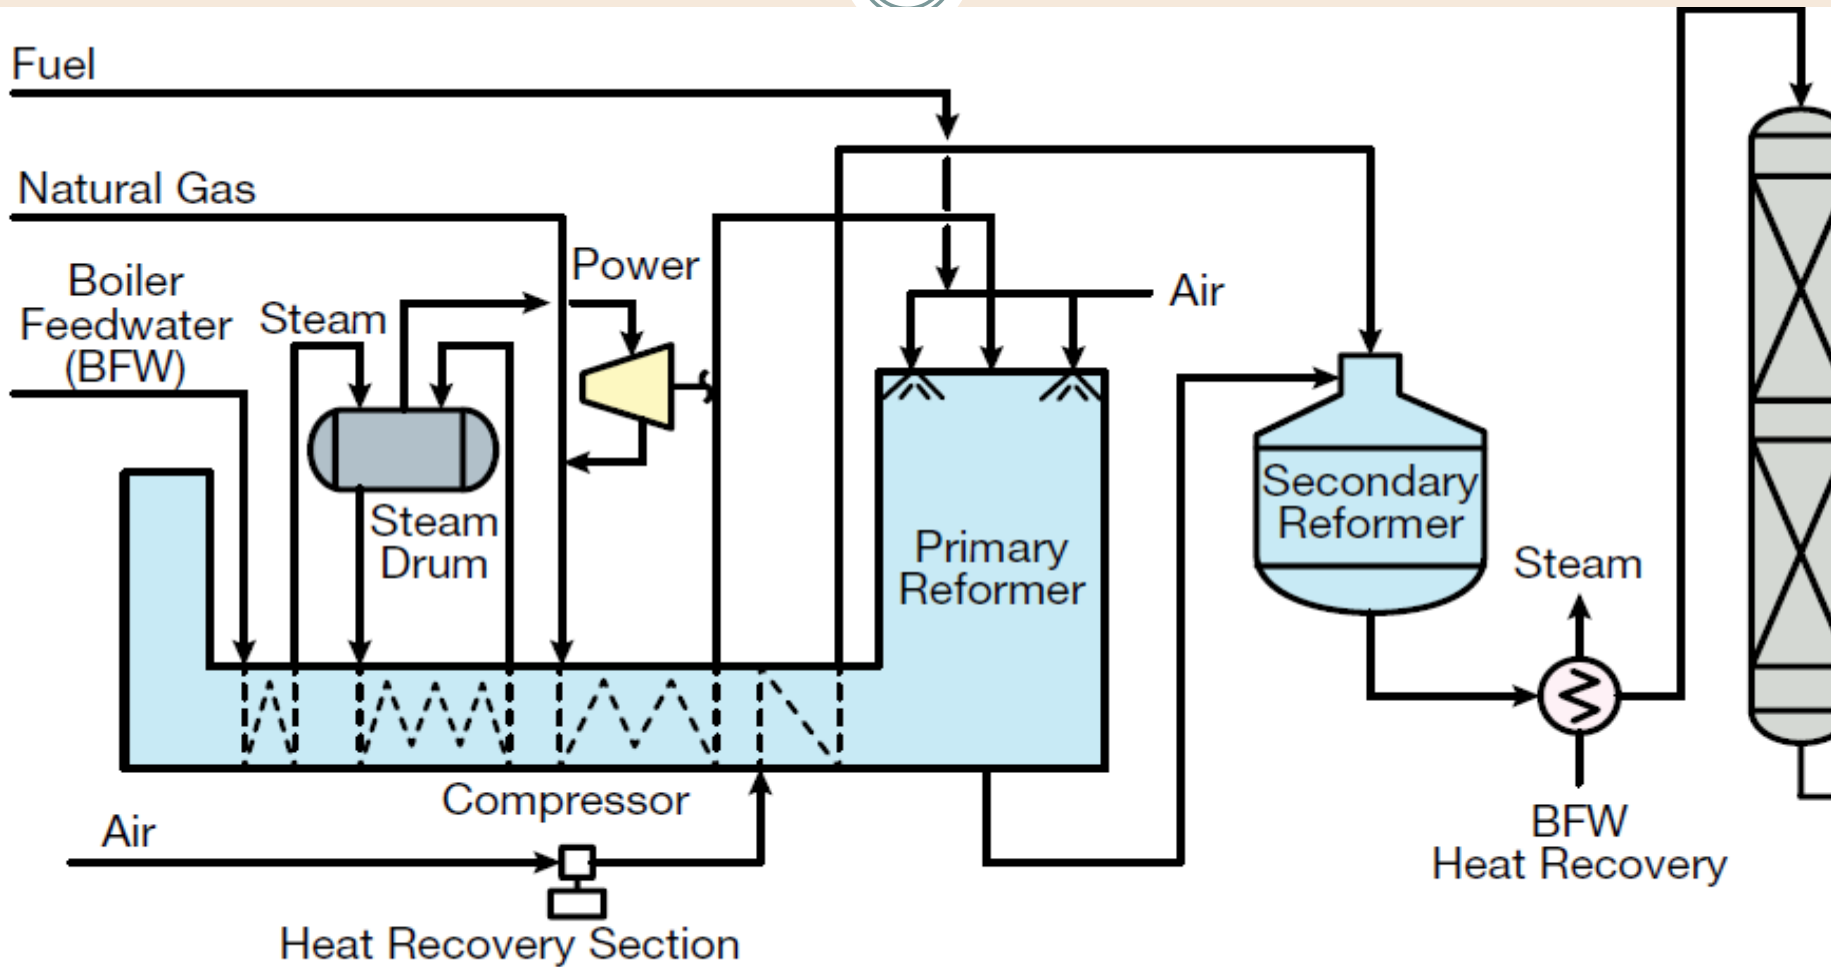 Fuel
Natural Gas
Boiler
Feedwater
(BFW)
Steam
Power
Air
Steam
Drum
Primary
Reformer
Secondary
Reformer
Steam
Compressor
Air
Heat Recovery Section
BFW
Heat Recovery